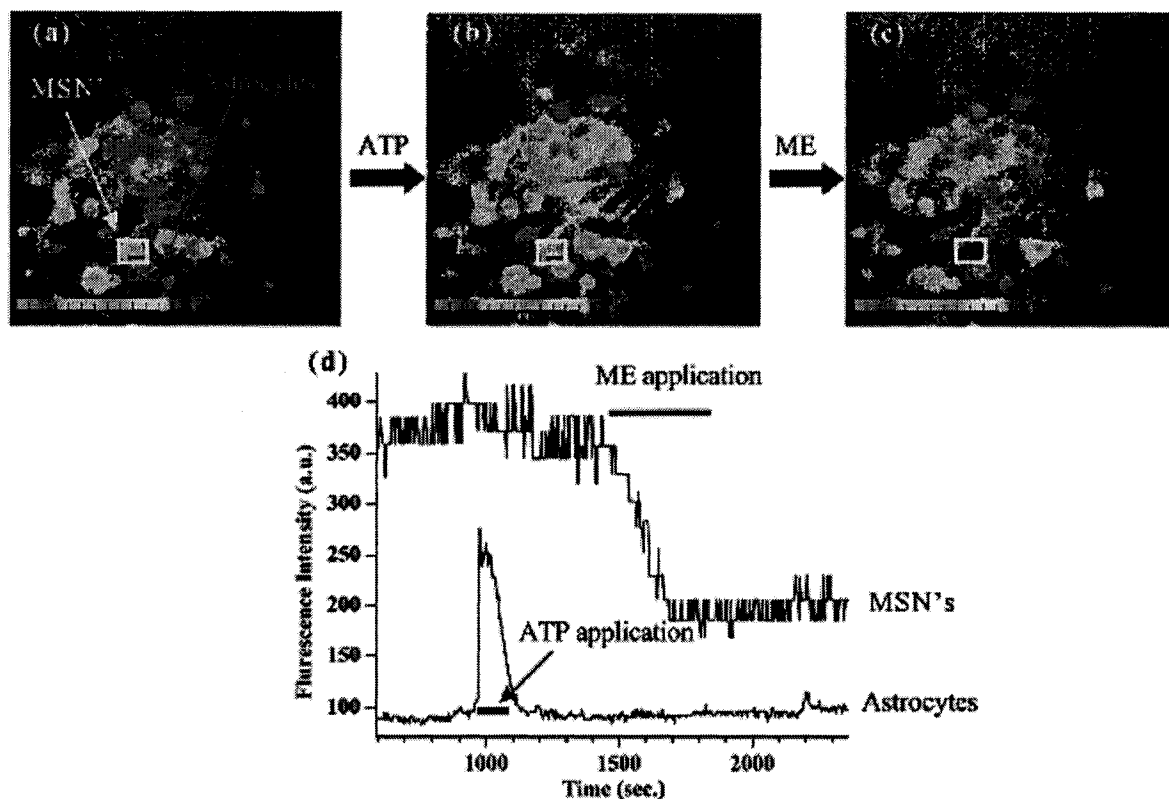 (a)
MSN'
(b)
(c)
ATP
ME
(d)
ME application
400
350
300
250
200
150
100
Flurescence Intensity (a.u.)
ATP application
MSN's
Astrocytes
1000
1500
2000
Time (sec.)